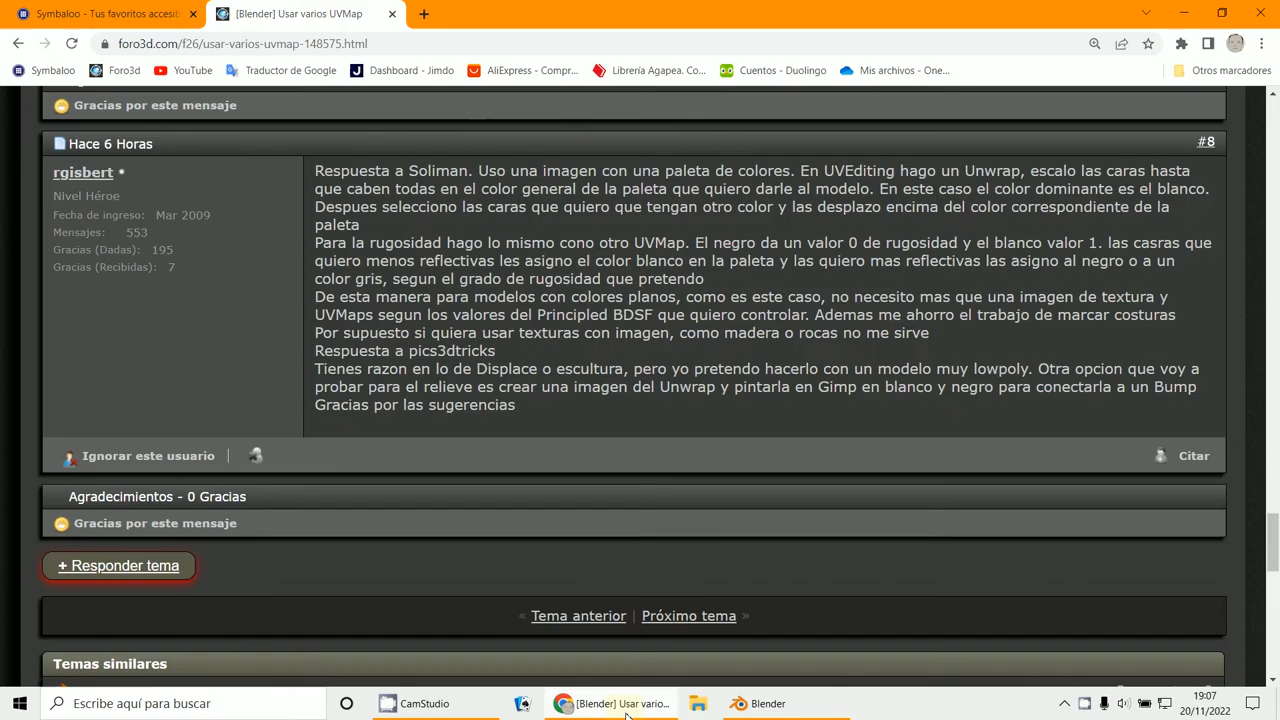 Symbaloo - Tus favoritos accesib
[Blender] Usar varios UVMap
foro3d.com/f26/usar-varios-uvmap-148575.html
Symbaloo
Foro3d
YouTube
Traductor de Google
Dashboard - Jimdo
AliExpress - Compr...
Librería Agapea. Co...
Cuentos - Duolingo
Mis archivos - One...
Otros marcadores
Gracias por este mensaje
Hace 6 Horas
#8
rgisbert
Nivel Héroe
Fecha de ingreso: Mar 2009
Mensajes: 553
Gracias (Dadas): 195
Gracias (Recibidas): 7
Respuesta a Soliman. Uso una imagen con una paleta de colores. En UVEditing hago un Unwrap, escalo las caras hasta
que caben todas en el color general de la paleta que quiero darle al modelo. En este caso el color dominante es el blanco.
Despues selecciono las caras que quiero que tengan otro color y las desplazo encima del color correspondiente de la
paleta
Para la rugosidad hago lo mismo cono otro UVMap. El negro da un valor 0 de rugosidad y el blanco valor 1. las casras que
quiero menos reflectivas les asigno el color blanco en la paleta y las quiero mas reflectivas las asigno al negro o a un
color gris, segun el grado de rugosidad que pretendo
De esta manera para modelos con colores planos, como es este caso, no necesito mas que una imagen de textura y
UVMaps segun los valores del Principled BDSF que quiero controlar. Ademas me ahorro el trabajo de marcar costuras
Por supuesto si quiera usar texturas con imagen, como madera o rocas no me sirve
Respuesta a pics3dtricks
Tienes razon en lo de Displace o escultura, pero yo pretendo hacerlo con un modelo muy lowpoly. Otra opcion que voy a
probar para el relieve es crear una imagen del Unwrap y pintarla en Gimp en blanco y negro para conectarla a un Bump
Gracias por las sugerencias
Ignorar este usuario
Citar
Agradecimientos - 0 Gracias
Gracias por este mensaje
+ Responder tema
« Tema anterior | Próximo tema »
Temas similares
Escribe aquí para buscar
CamStudio
[Blender] Usar vario...
Blender
19:07
20/11/2022